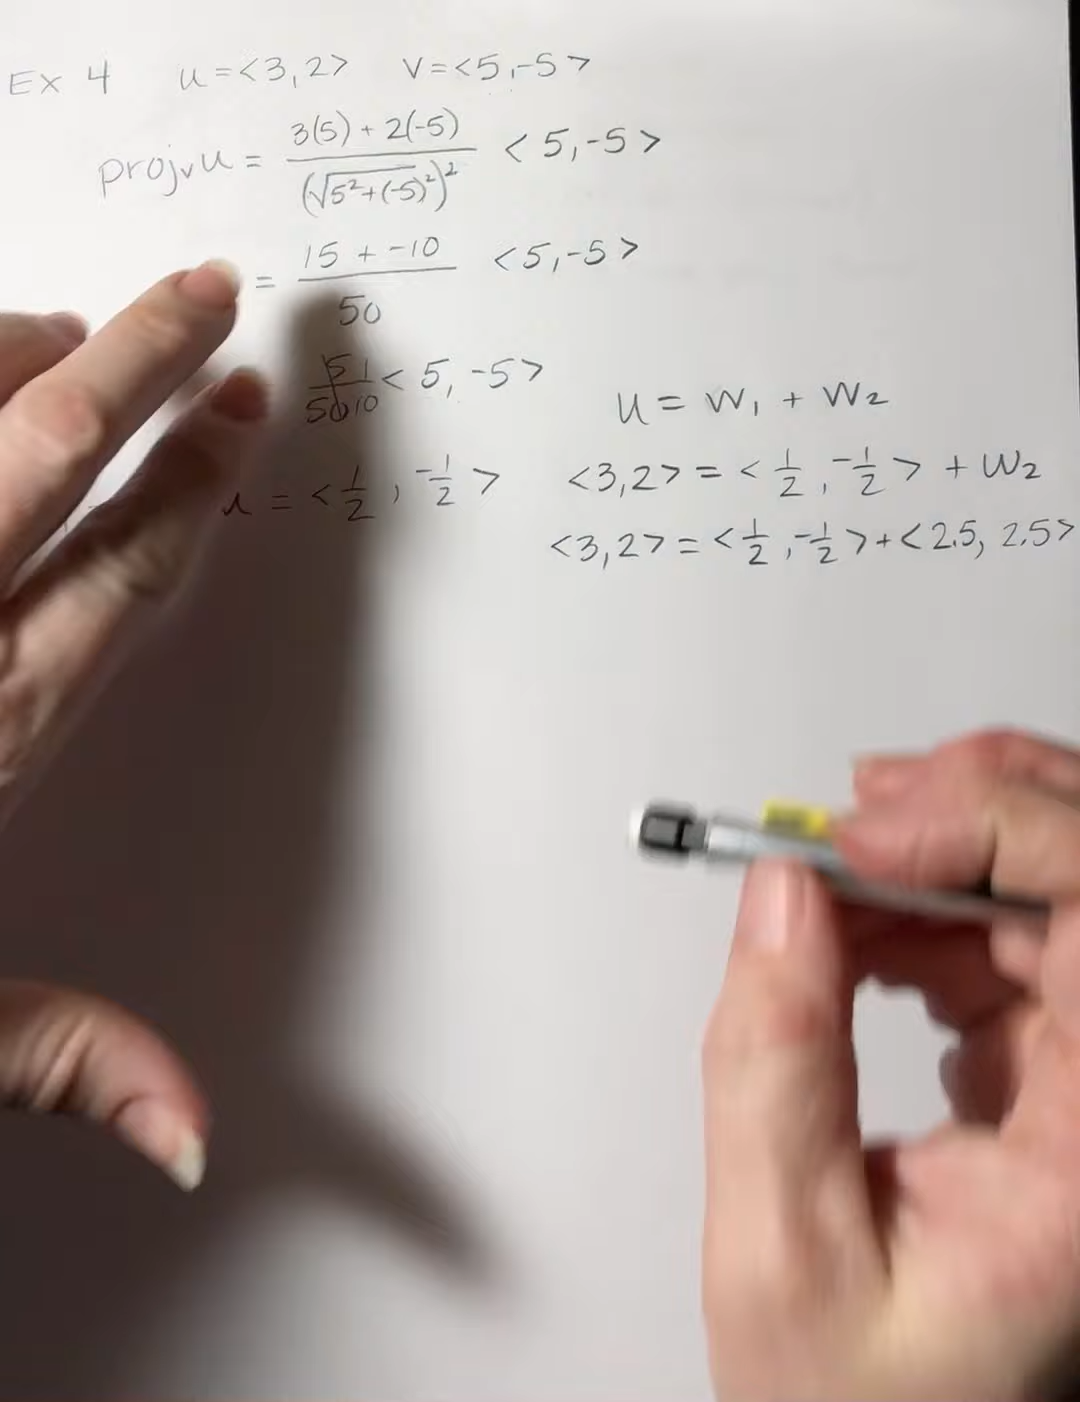 Ex 4 u=<3,2> v=<5,-5>
projᵥu = 3(5) + 2(-5) / (√5²+(-5)²)² <5,-5>
= 15 + -10 / 50 <5,-5>
5/50 1/10 <5,-5>
u = <1/2, -1/2>
u = w₁ + w₂
<3,2> = <1/2, -1/2> + w₂
<3,2> = <1/2, -1/2> + <2.5, 2.5>